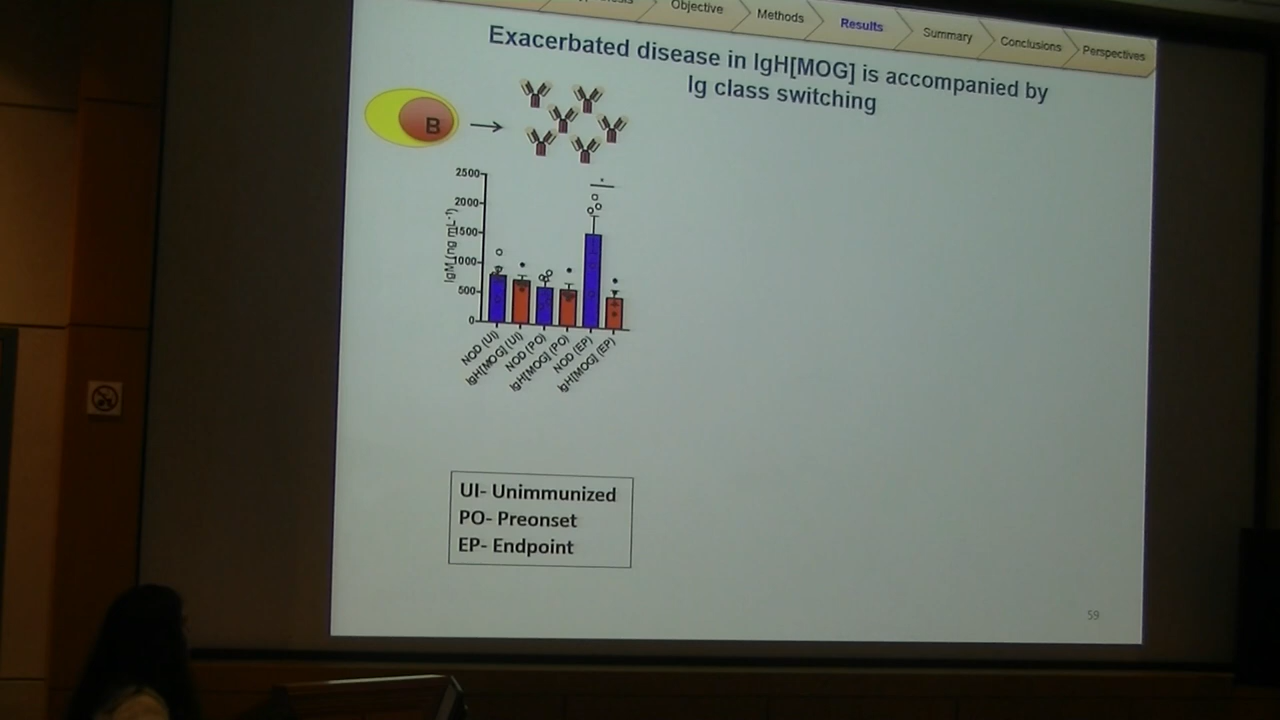 Objective
Methods
Results
Summary
Conclusions
Perspectives
Exacerbated disease in IgH[MOG] is accompanied by
Ig class switching
B
2500
2000
1500
1000
500
0
IgM (ng mL-1)
*
NOD (UI)
IgH[MOG] (UI)
NOD (PO)
IgH[MOG] (PO)
NOD (EP)
IgH[MOG] (EP)
UI- Unimmunized
PO- Preonset
EP- Endpoint
59